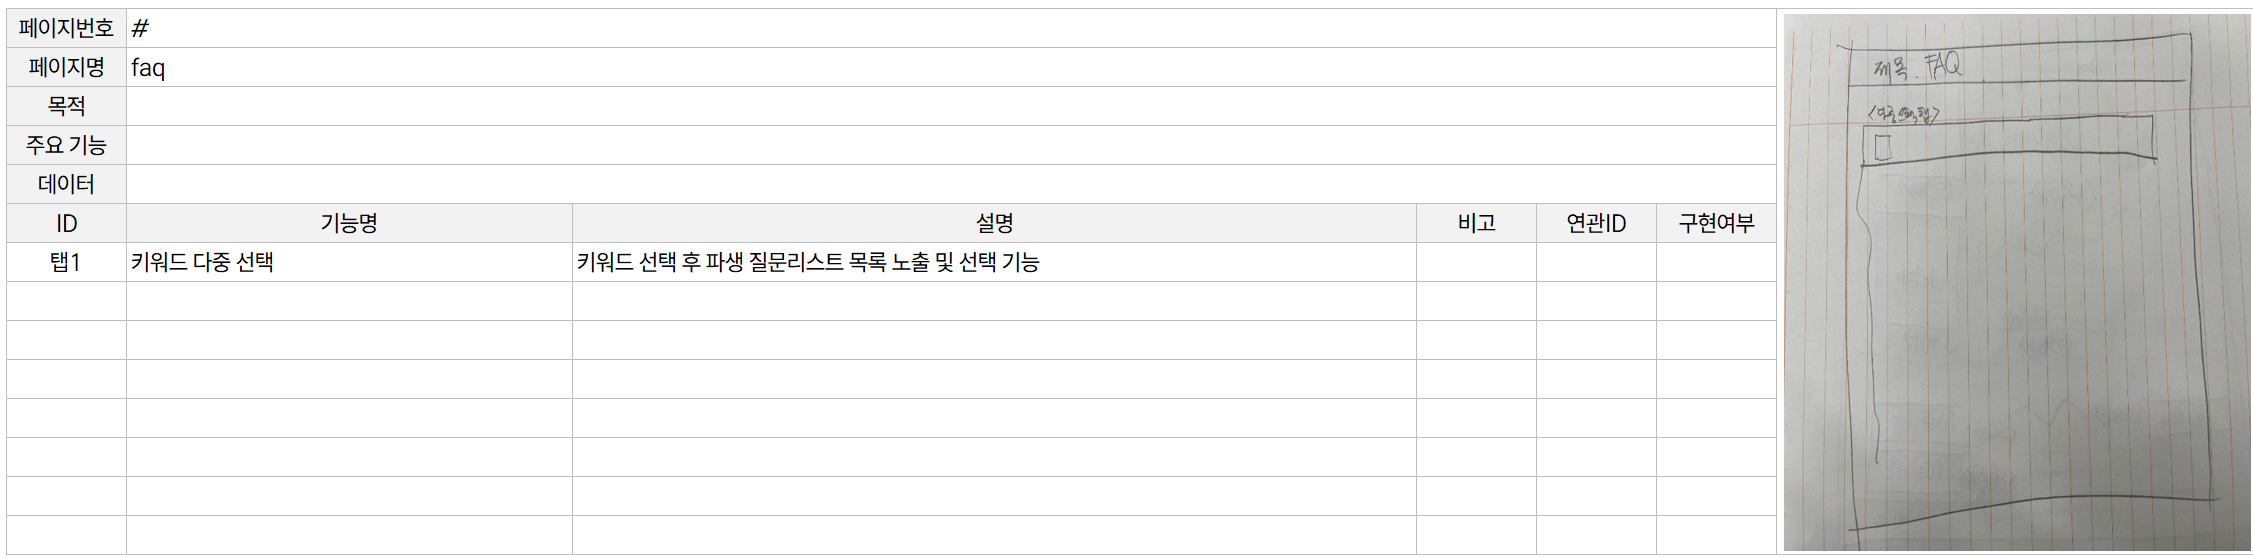 페이지번호 #
페이지명 faq
목적
주요 기능
데이터
ID 기능명 설명 비고 연관ID 구현여부
탭1 키워드 다중 선택 키워드 선택 후 파생 질문리스트 목록 노출 및 선택 기능
제목. FAQ
<다중선택탭>